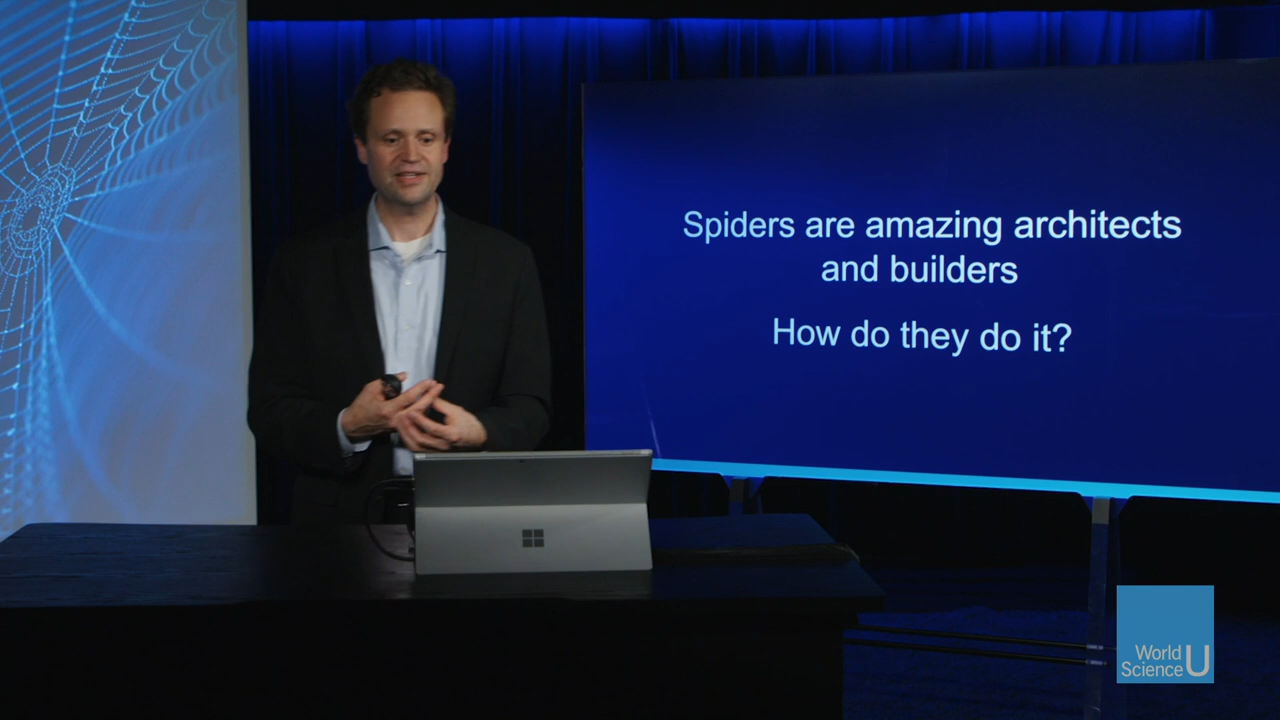 Spiders are amazing architects
and builders
How do they do it?
World
Science U